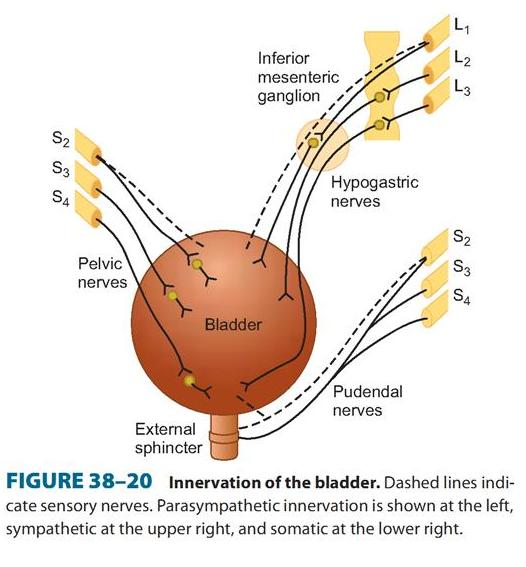 L1
L2
L3
Inferior
mesenteric
ganglion
S2
S3
S4
Hypogastric
nerves
S2
S3
S4
Pelvic
nerves
Bladder
Pudendal
nerves
External
sphincter
FIGURE 38–20 Innervation of the bladder. Dashed lines indi-
cate sensory nerves. Parasympathetic innervation is shown at the left,
sympathetic at the upper right, and somatic at the lower right.